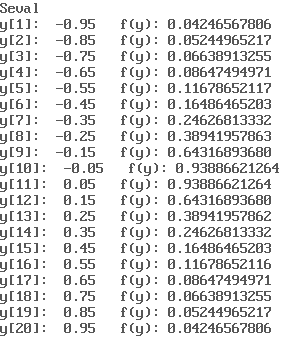 Seval
y[1]:  -0.95   f(y): 0.04246567806
y[2]:  -0.85   f(y): 0.05244965217
y[3]:  -0.75   f(y): 0.06638913255
y[4]:  -0.65   f(y): 0.08647494971
y[5]:  -0.55   f(y): 0.11678652117
y[6]:  -0.45   f(y): 0.16486465203
y[7]:  -0.35   f(y): 0.24626813332
y[8]:  -0.25   f(y): 0.38941957863
y[9]:  -0.15   f(y): 0.64316893680
y[10]:  -0.05   f(y): 0.93886621264
y[11]:  0.05   f(y): 0.93886621264
y[12]:  0.15   f(y): 0.64316893680
y[13]:  0.25   f(y): 0.38941957862
y[14]:  0.35   f(y): 0.24626813332
y[15]:  0.45   f(y): 0.16486465203
y[16]:  0.55   f(y): 0.11678652116
y[17]:  0.65   f(y): 0.08647494971
y[18]:  0.75   f(y): 0.06638913255
y[19]:  0.85   f(y): 0.05244965217
y[20]:  0.95   f(y): 0.04246567806